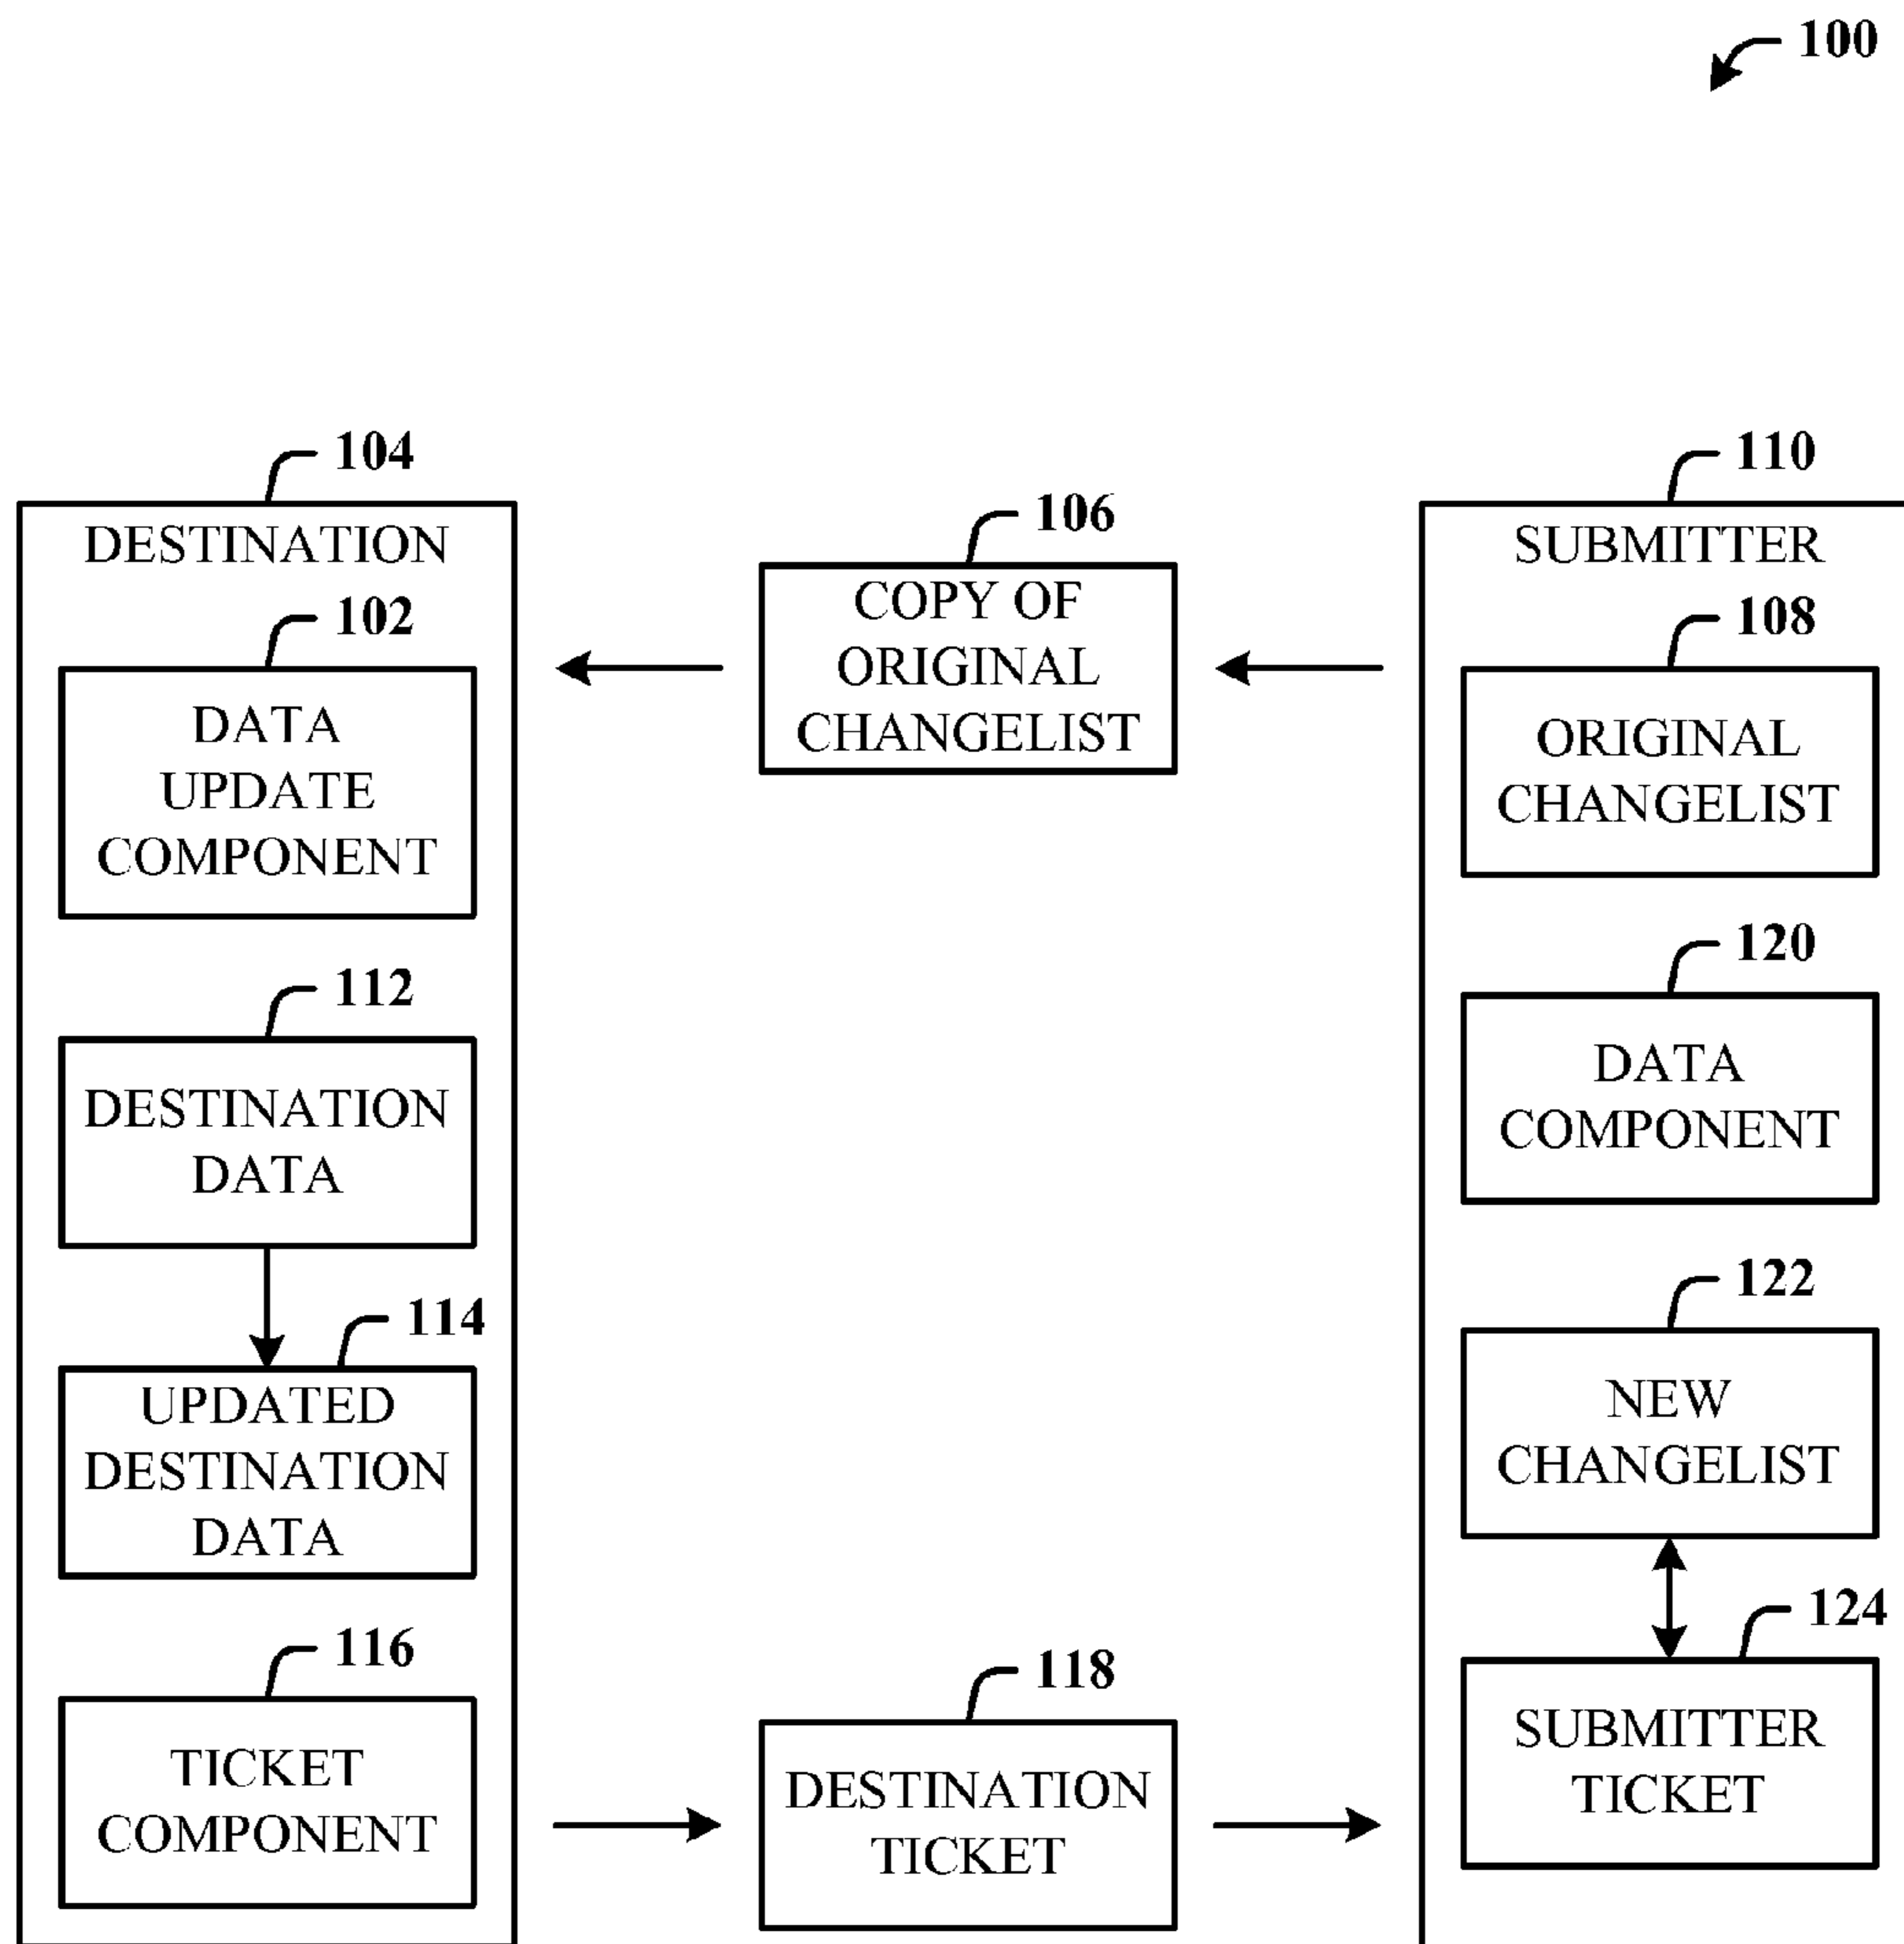 100
104
DESTINATION
102
DATA
UPDATE
COMPONENT
112
DESTINATION
DATA
114
UPDATED
DESTINATION
DATA
116
TICKET
COMPONENT
106
COPY OF
ORIGINAL
CHANGELIST
118
DESTINATION
TICKET
110
SUBMITTER
108
ORIGINAL
CHANGELIST
120
DATA
COMPONENT
122
NEW
CHANGELIST
124
SUBMITTER
TICKET